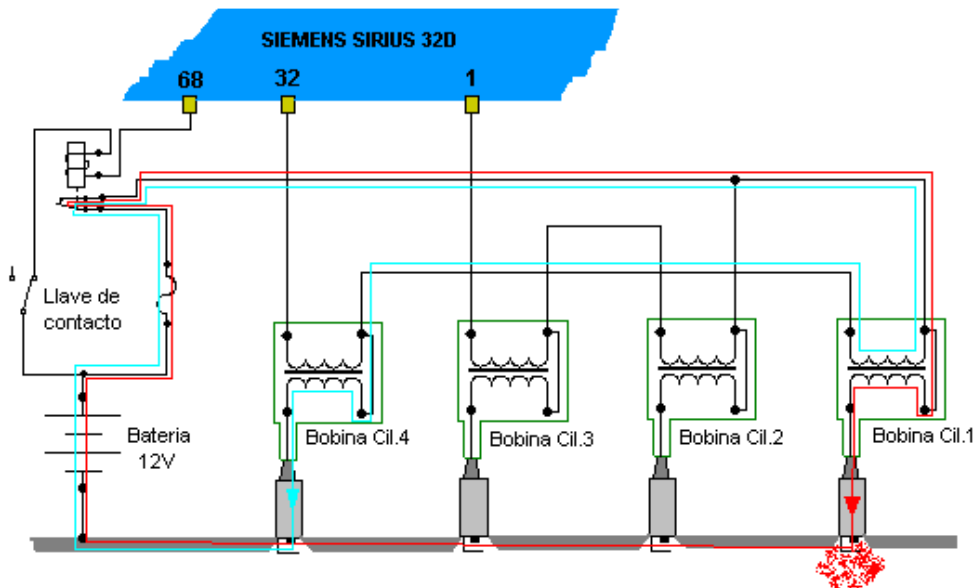 SIEMENS SIRIUS 32D
68
32
1
Llave de
contacto
Bateria
12V
Bobina Cil.4
Bobina Cil.3
Bobina Cil.2
Bobina Cil.1